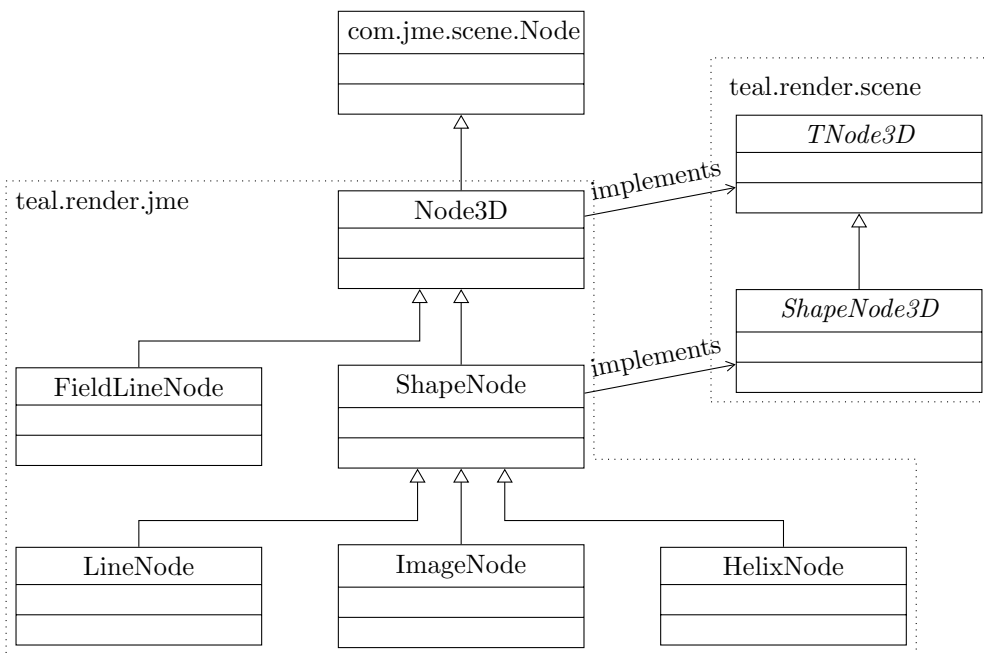 com.jme.scene.Node
teal.render.scene
TNode3D
implements
teal.render.jme
Node3D
ShapeNode3D
implements
FieldLineNode
ShapeNode
LineNode
ImageNode
HelixNode